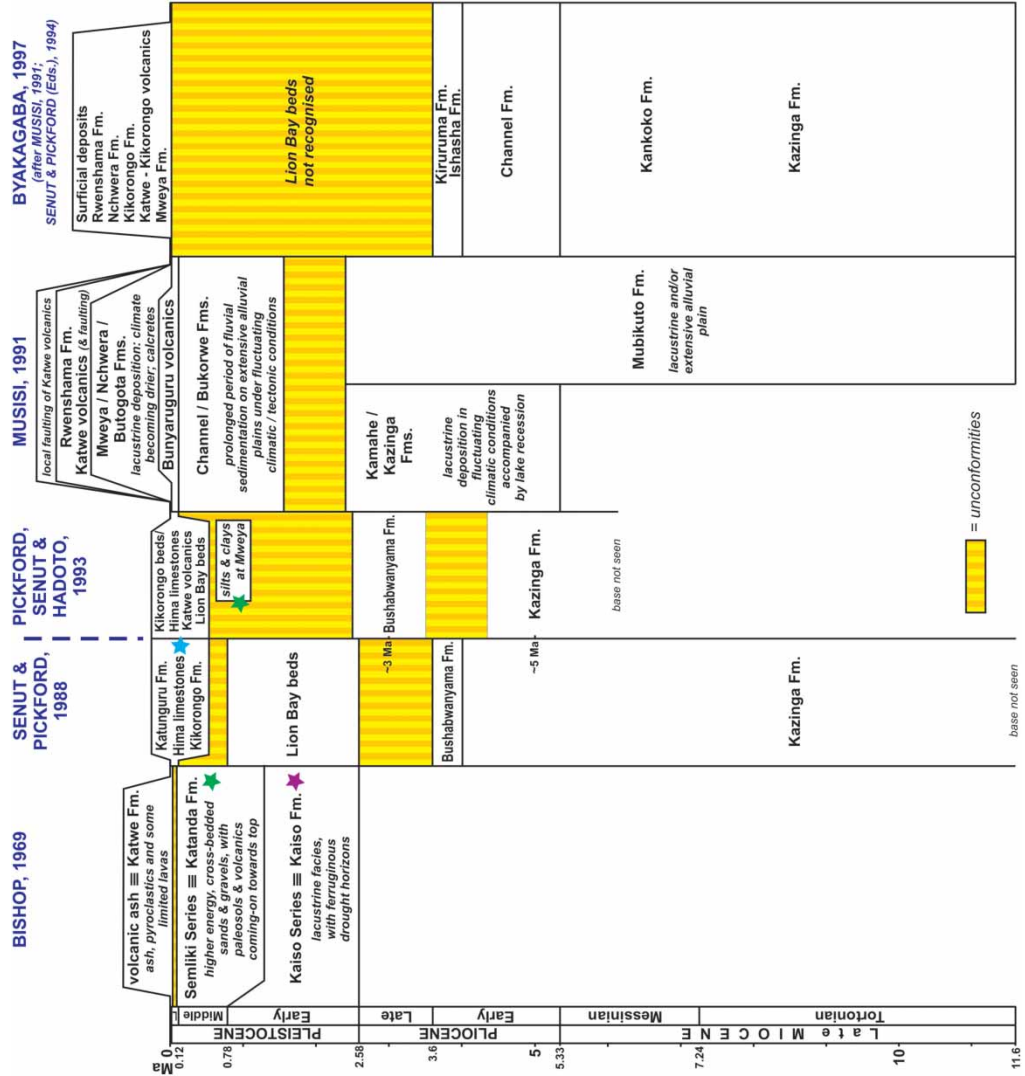 BISHOP, 1969
volcanic ash ≡ Katwe Fm.
ash, pyroclastics and some
limited lavas
Semliki Series ≡ Katanda Fm.
higher energy, cross-bedded
sands & gravels, with
paleosols & volcanics
coming-on towards top
Kaiso Series ≡ Kaiso Fm.
lacustrine facies,
with ferruginous
drought horizons
SENUT &
PICKFORD,
1988
Katunguru Fm.
Hima limestones
Kikorongo Fm.
Lion Bay beds
Bushabwanyama Fm.
Kazinga Fm.
base not seen
PICKFORD,
SENUT &
HADOTO,
1993
Kikorongo beds/
Hima limestones
Katwe volcanics
Lion Bay beds
silts & clays
at Mweya
~3 Ma
Bushabwanyama Fm.
~5 Ma
Kazinga Fm.
base not seen
MUSISI, 1991
local faulting of Katwe volcanics
Rwenshama Fm.
Katwe volcanics (& faulting)
Mweya / Nchwera /
Butogota Fms.
lacustrine deposition: climate
becoming drier; calcretes
Bunyaruguru volcanics
Channel / Bukorwe Fms.
prolonged period of fluvial
sedimentation on extensive alluvial
plains under fluctuating
climatic / tectonic conditions
Kamahe /
Kazinga
Fms.
lacustrine
deposition in
fluctuating
climatic conditions
accompanied
by lake recession
Mubikuto Fm.
lacustrine and/or
extensive alluvial
plain
BYAKAGABA, 1997
(after MUSISI, 1991;
SENUT & PICKFORD (Eds.), 1994)
Surficial deposits
Rwenshama Fm.
Nchwera Fm.
Kikorongo Fm.
Katwe - Kikorongo volcanics
Mweya Fm.
Lion Bay beds
not recognised
Kiruruma Fm.
Ishasha Fm.
Channel Fm.
Kankoko Fm.
Kazinga Fm.
= unconformities
Ma
0
0.12
0.78
2.58
3.6
5
5.33
7.24
10
11.6
PLEISTOCENE
L
Middle
Early
PLIOCENE
Late
Early
Late MIOCENE
Messinian
Tortonian